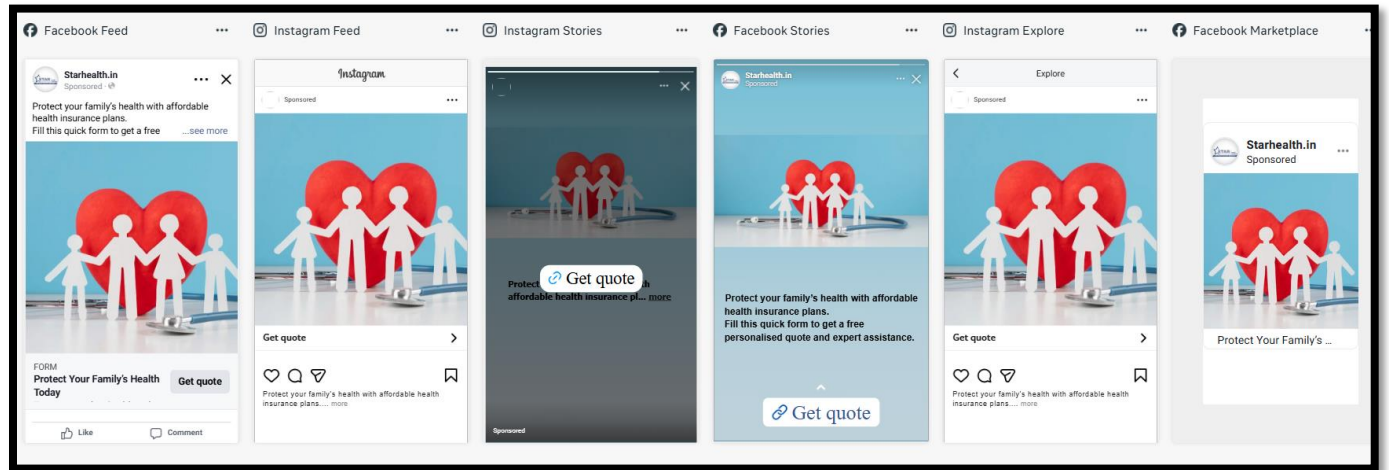 Facebook Feed
Instagram Feed
Instagram Stories
Facebook Stories
Instagram Explore
Facebook Marketplace
Starhealth.in
Sponsored
Protect your family's health with affordable
health insurance plans.
Fill this quick form to get a free ...see more
FORM
Protect Your Family's Health
Today
Get quote
Like
Comment
Instagram
Sponsored
Get quote
Protect your family's health with affordable health
insurance plans.... more
Get quote
Protect
affordable health insurance pl... more
Sponsored
Starhealth.in
Sponsored
Protect your family's health with affordable
health insurance plans.
Fill this quick form to get a free
personalised quote and expert assistance.
Get quote
Explore
Sponsored
Get quote
Protect your family's health with affordable health
insurance plans.... more
Starhealth.in
Sponsored
Protect Your Family's ...